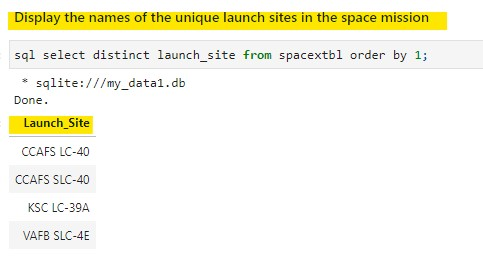 Display the names of the unique launch sites in the space mission
sql select distinct launch_site from spacextbl order by 1;
* sqlite:///my_data1.db
Done.
Launch_Site
CCAFS LC-40
CCAFS SLC-40
KSC LC-39A
VAFB SLC-4E